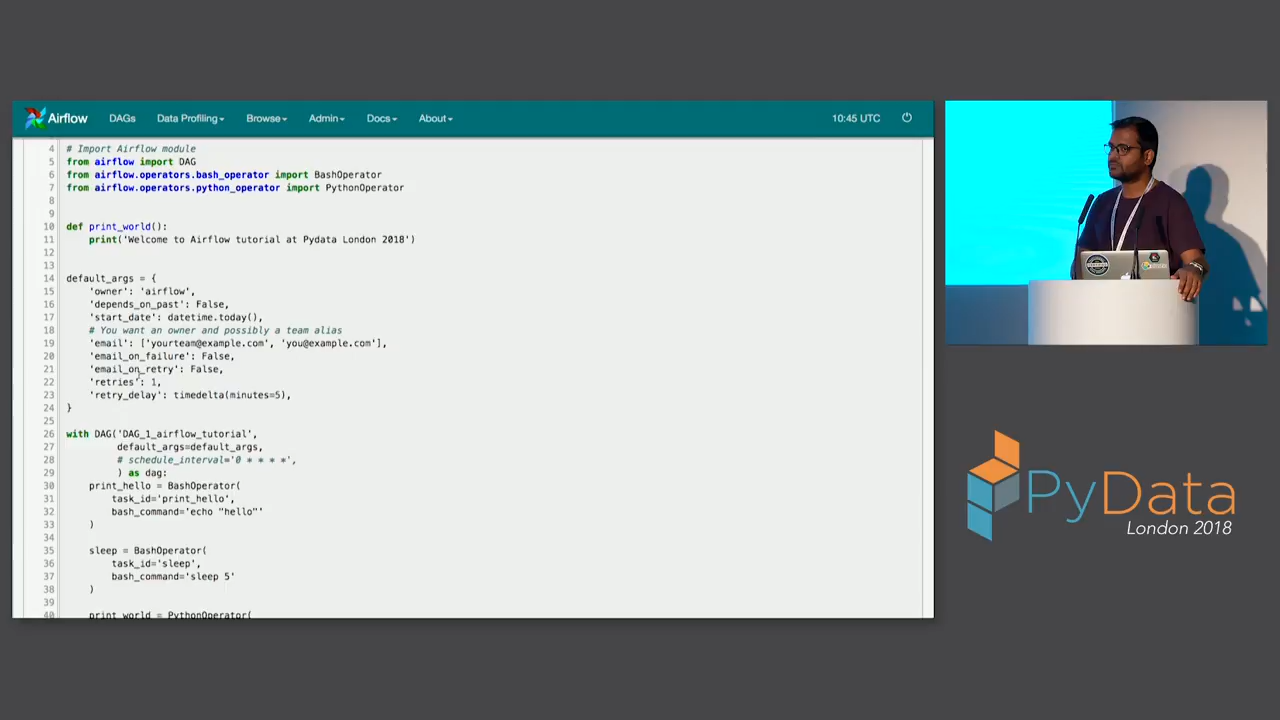 Airflow DAGs Data Profiling Browse Admin Docs About 10:45 UTC
4 # Import Airflow module
5 from airflow import DAG
6 from airflow.operators.bash_operator import BashOperator
7 from airflow.operators.python_operator import PythonOperator
8
9
10 def print_world():
11 print('Welcome to Airflow tutorial at Pydata London 2018')
12
13
14 default_args = {
15 'owner': 'airflow',
16 'depends_on_past': False,
17 'start_date': datetime.today(),
18 # You want an owner and possibly a team alias
19 'email': ['yourteam@example.com', 'you@example.com'],
20 'email_on_failure': False,
21 'email_on_retry': False,
22 'retries': 1,
23 'retry_delay': timedelta(minutes=5),
24 }
25
26 with DAG('DAG_1_airflow_tutorial',
27 default_args=default_args,
28 # schedule_interval='0 * * * *',
29 ) as dag:
30 print_hello = BashOperator(
31 task_id='print_hello',
32 bash_command='echo "hello"'
33 )
34
35 sleep = BashOperator(
36 task_id='sleep',
37 bash_command='sleep 5'
38 )
39
40 print_world = PythonOperator(
PyData
London 2018